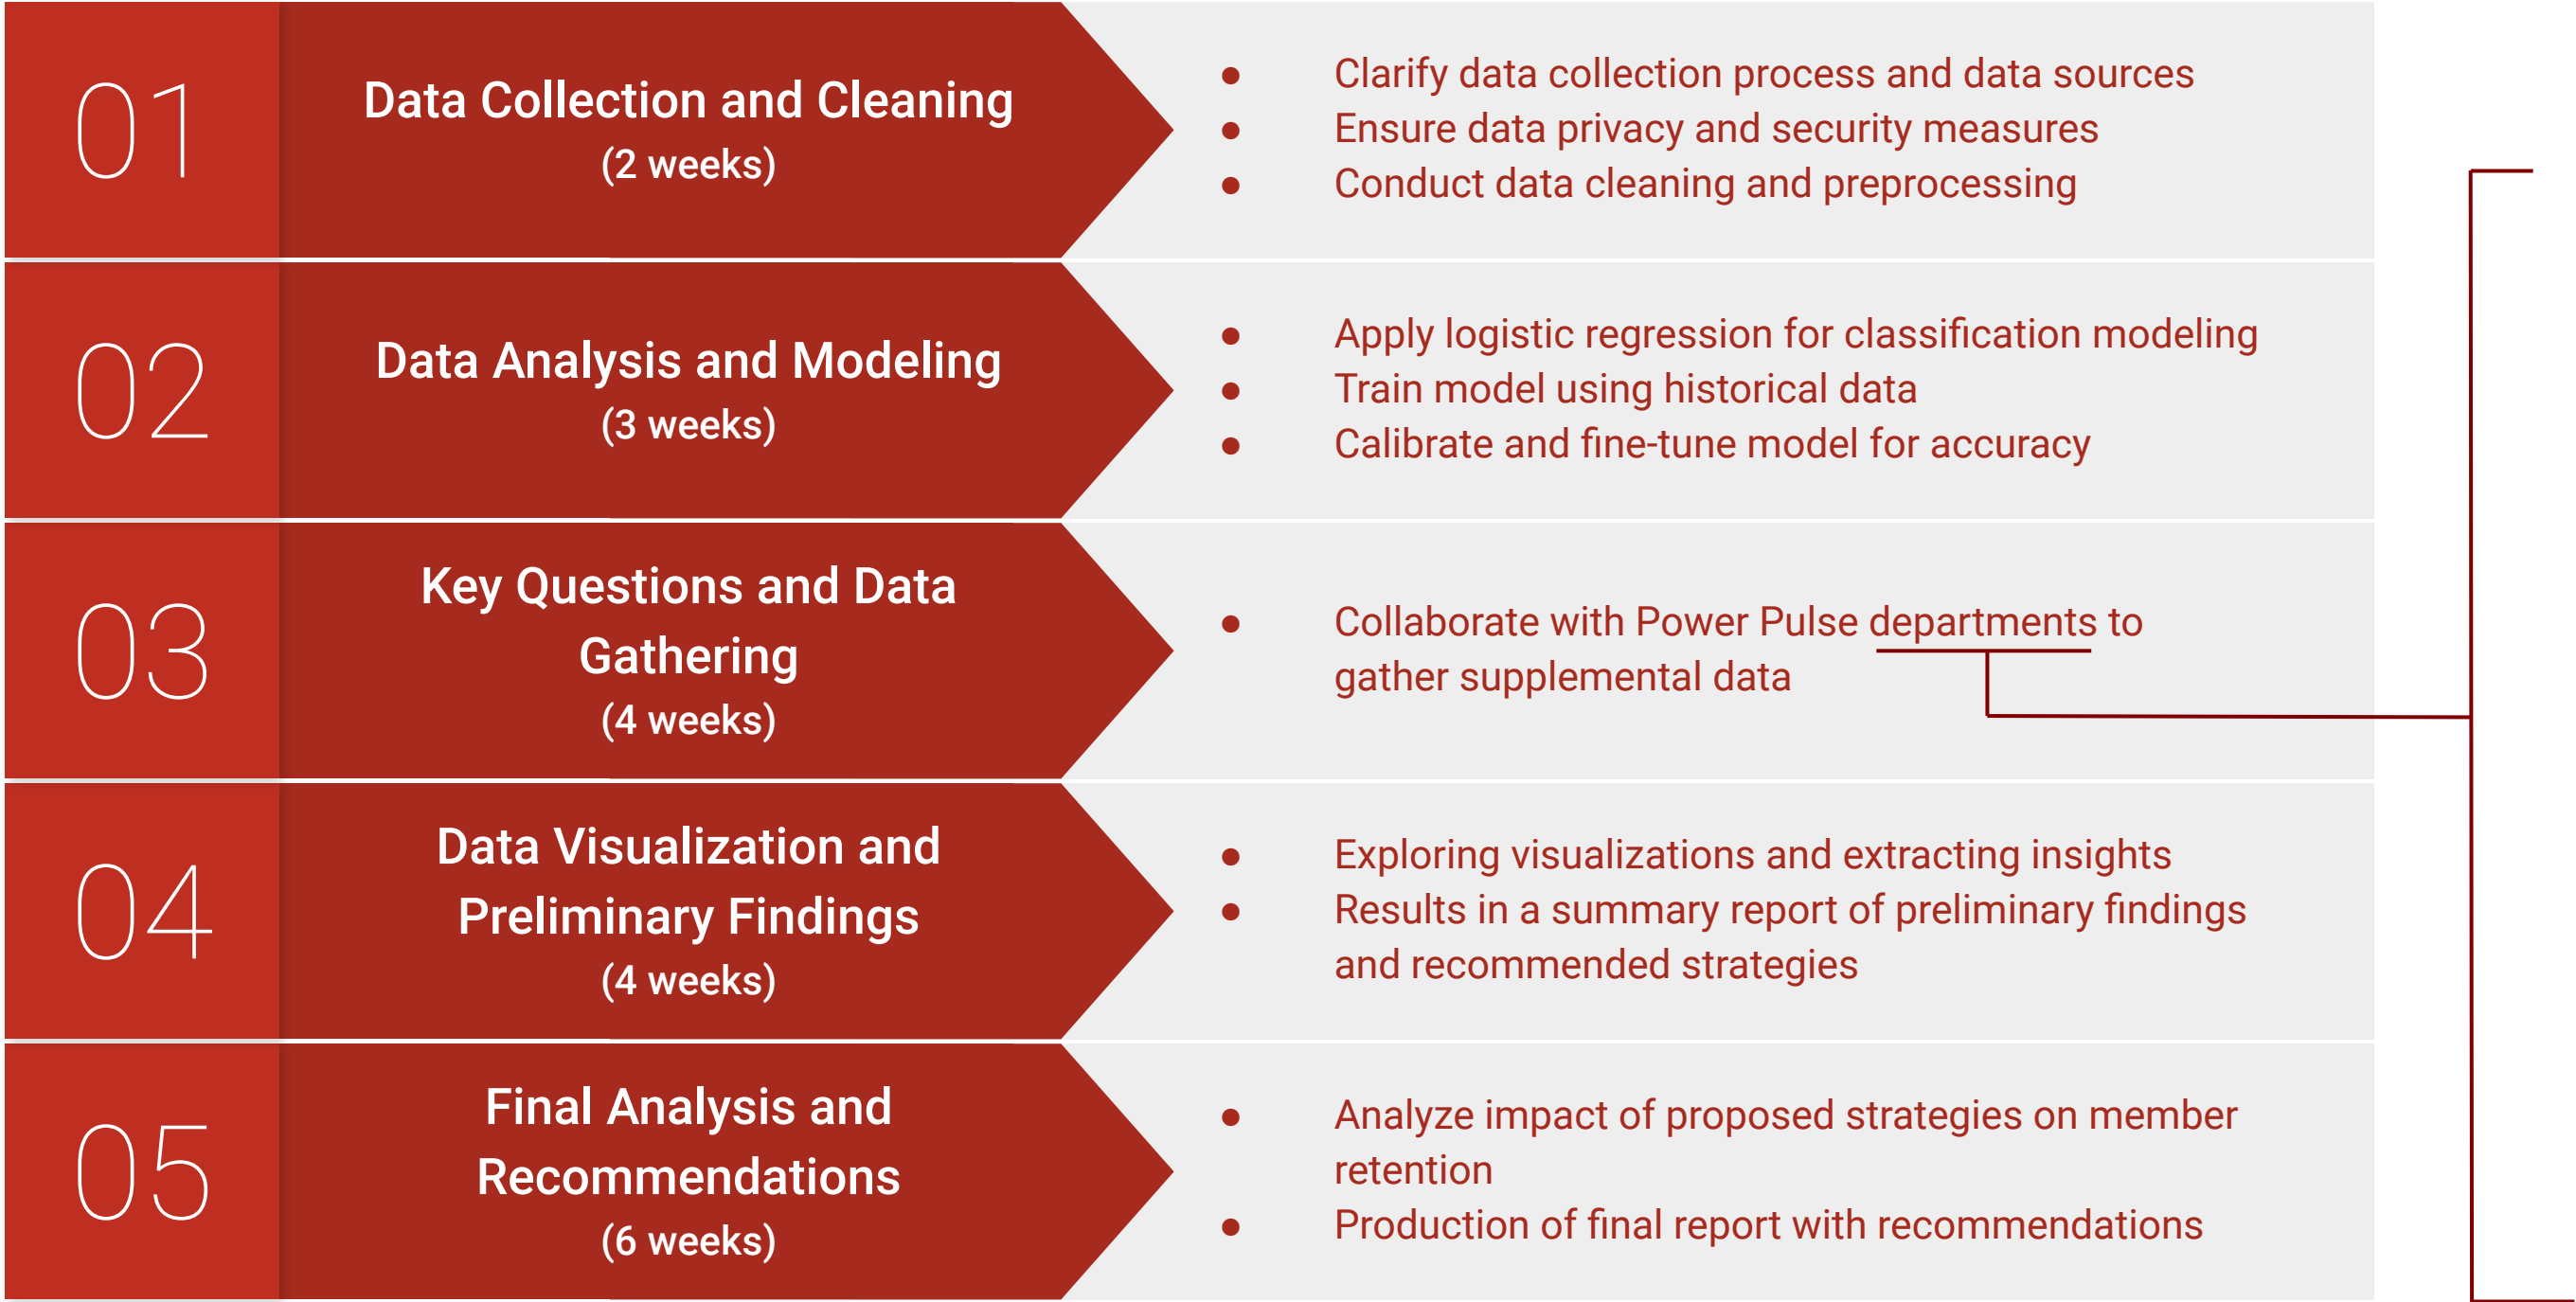 01
Data Collection and Cleaning
(2 weeks)
● Clarify data collection process and data sources
● Ensure data privacy and security measures
● Conduct data cleaning and preprocessing
02
Data Analysis and Modeling
(3 weeks)
● Apply logistic regression for classification modeling
● Train model using historical data
● Calibrate and fine-tune model for accuracy
03
Key Questions and Data
Gathering
(4 weeks)
● Collaborate with Power Pulse departments to
gather supplemental data
04
Data Visualization and
Preliminary Findings
(4 weeks)
● Exploring visualizations and extracting insights
● Results in a summary report of preliminary findings
and recommended strategies
05
Final Analysis and
Recommendations
(6 weeks)
● Analyze impact of proposed strategies on member
retention
● Production of final report with recommendations